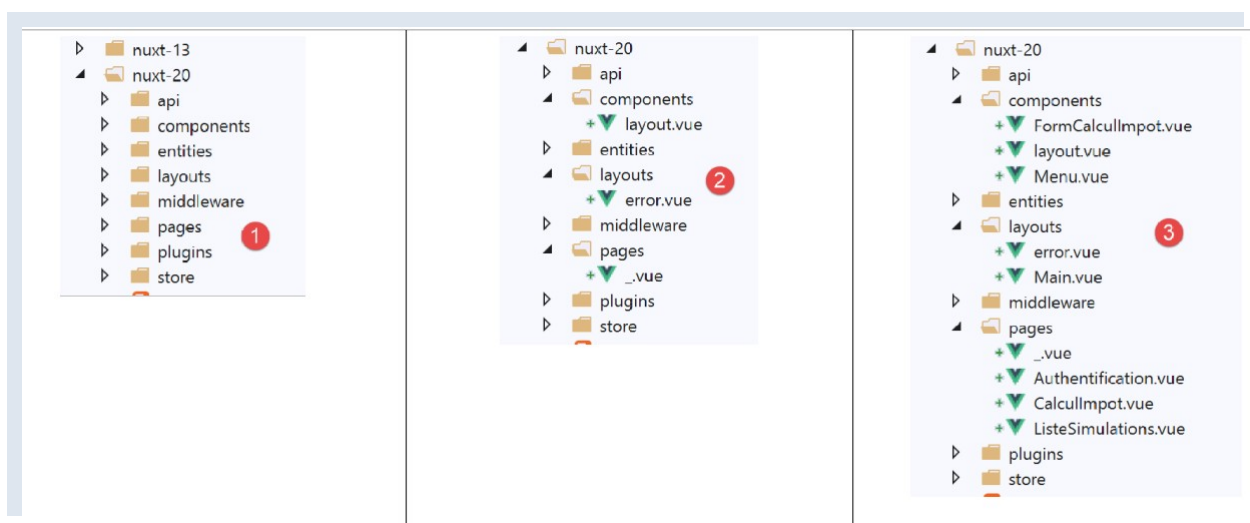 nuxt-13
nuxt-20
api
components
entities
layouts
middleware
pages
plugins
store
1
nuxt-20
api
components
layout.vue
entities
layouts
error.vue
middleware
pages
_.vue
plugins
store
2
nuxt-20
api
components
FormCalculImpot.vue
layout.vue
Menu.vue
entities
layouts
error.vue
Main.vue
middleware
pages
_.vue
Authentification.vue
CalculImpot.vue
ListeSimulations.vue
plugins
store
3